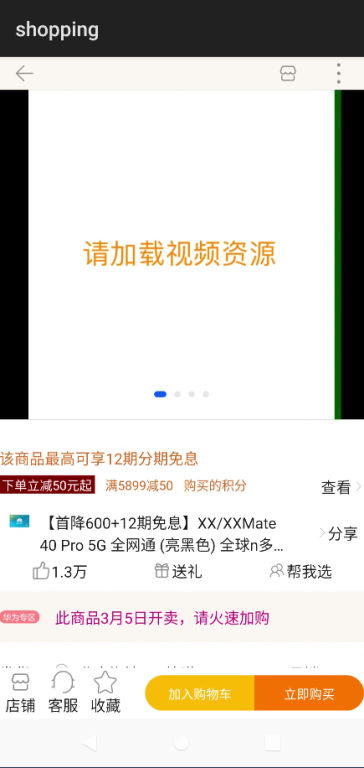 shopping
请加载视频资源
该商品最高可享12期分期免息
下单立减50元起 满5899减50 购买的积分 查看
【首降600+12期免息】XX/XXMate
40 Pro 5G 全网通 (亮黑色) 全球n多…
分享
1.3万 送礼 帮我选
华为专区 此商品3月5日开卖，请火速加购
店铺 客服 收藏 加入购物车 立即购买